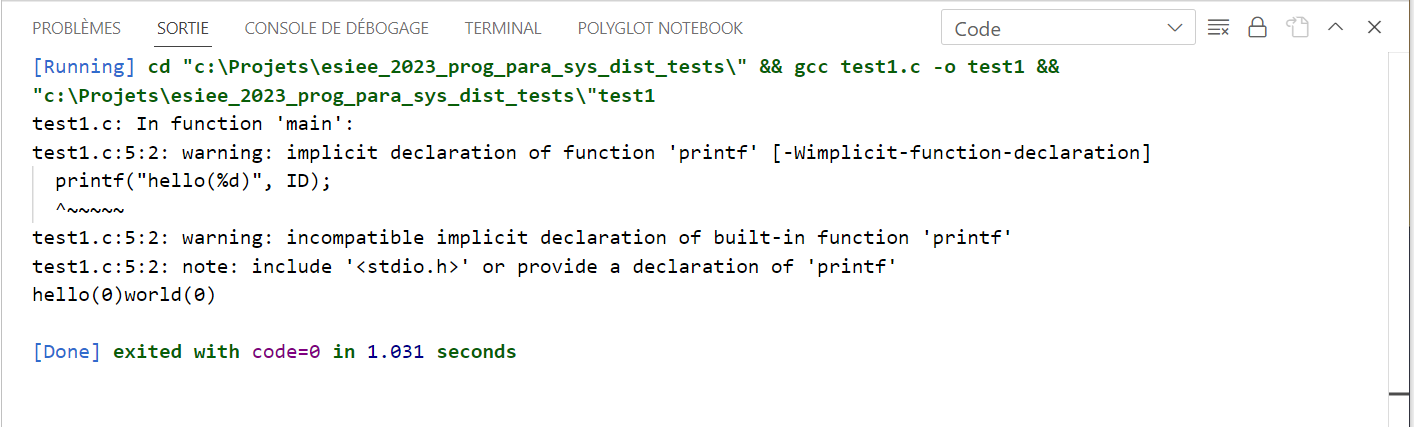 PROBLÈMES SORTIE CONSOLE DE DÉBOGAGE TERMINAL POLYGLOT NOTEBOOK Code
[Running] cd "c:\Projets\esiee_2023_prog_para_sys_dist_tests\" && gcc test1.c -o test1 &&
"c:\Projets\esiee_2023_prog_para_sys_dist_tests\"test1
test1.c: In function 'main':
test1.c:5:2: warning: implicit declaration of function 'printf' [-Wimplicit-function-declaration]
  printf("hello(%d)", ID);
  ^~~~~~
test1.c:5:2: warning: incompatible implicit declaration of built-in function 'printf'
test1.c:5:2: note: include '<stdio.h>' or provide a declaration of 'printf'
hello(0)world(0)
[Done] exited with code=0 in 1.031 seconds